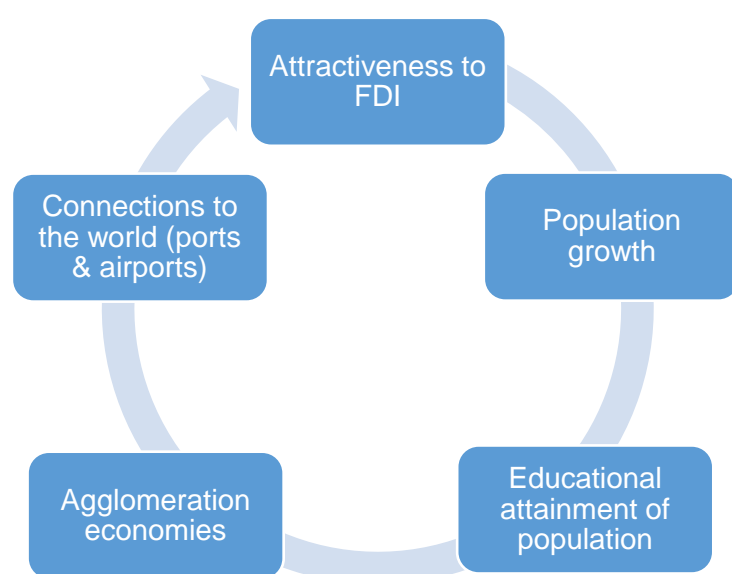 Attractiveness to
FDI
Population
growth
Educational
attainment of
population
Agglomeration
economies
Connections to
the world (ports
& airports)